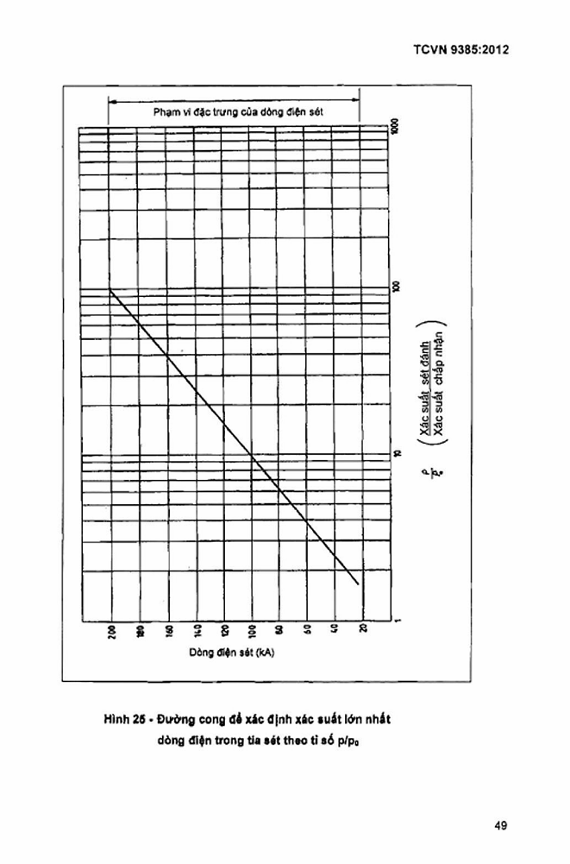 TCVN 9385:2012
Phạm vi đặc trưng của dòng điện sét
1000
100
10
1
p/p₀ (Xác suất sét đánh / Xác suất chấp nhận)
200 180 160 140 120 100 80 60 40 20
Dòng điện sét (kA)
Hình 25 - Đường cong để xác định xác suất lớn nhất
dòng điện trong tia sét theo tỉ số p/p₀
49